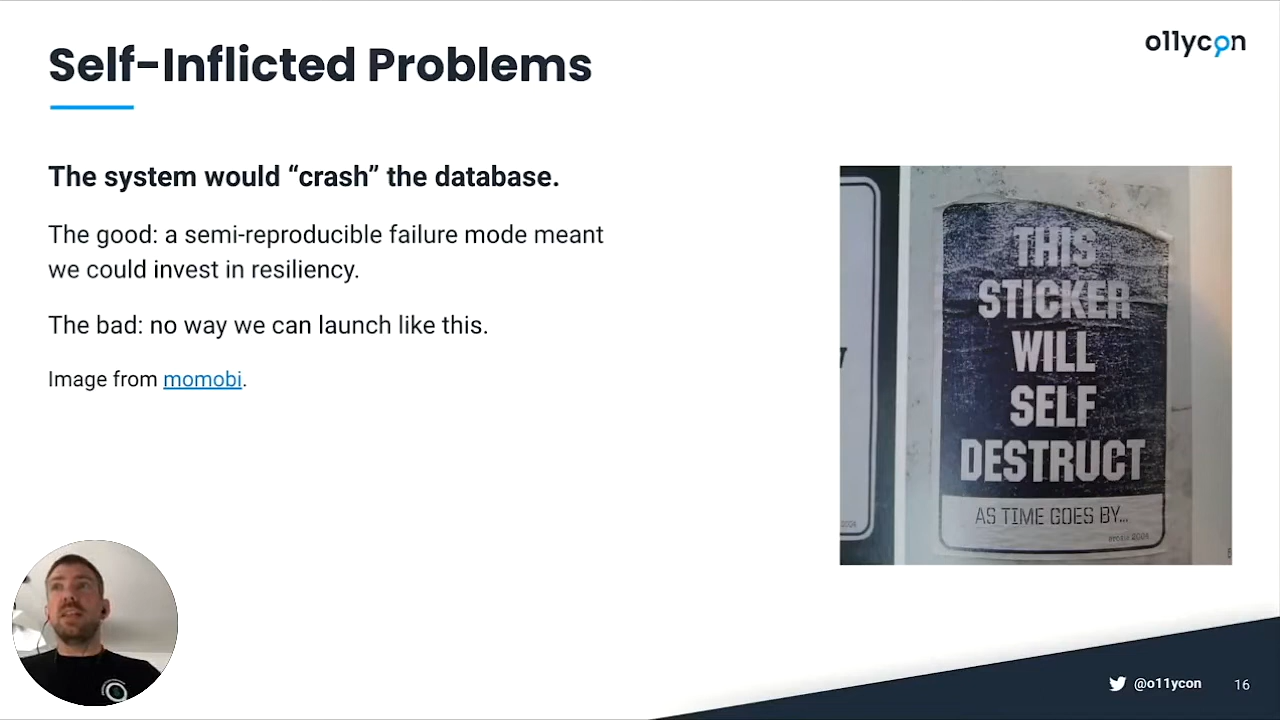 Self-Inflicted Problems
o11ycon
The system would “crash” the database.
The good: a semi-reproducible failure mode meant
we could invest in resiliency.
The bad: no way we can launch like this.
Image from momobi.
THIS
STICKER
WILL
SELF
DESTRUCT
AS TIME GOES BY...
@o11ycon
16